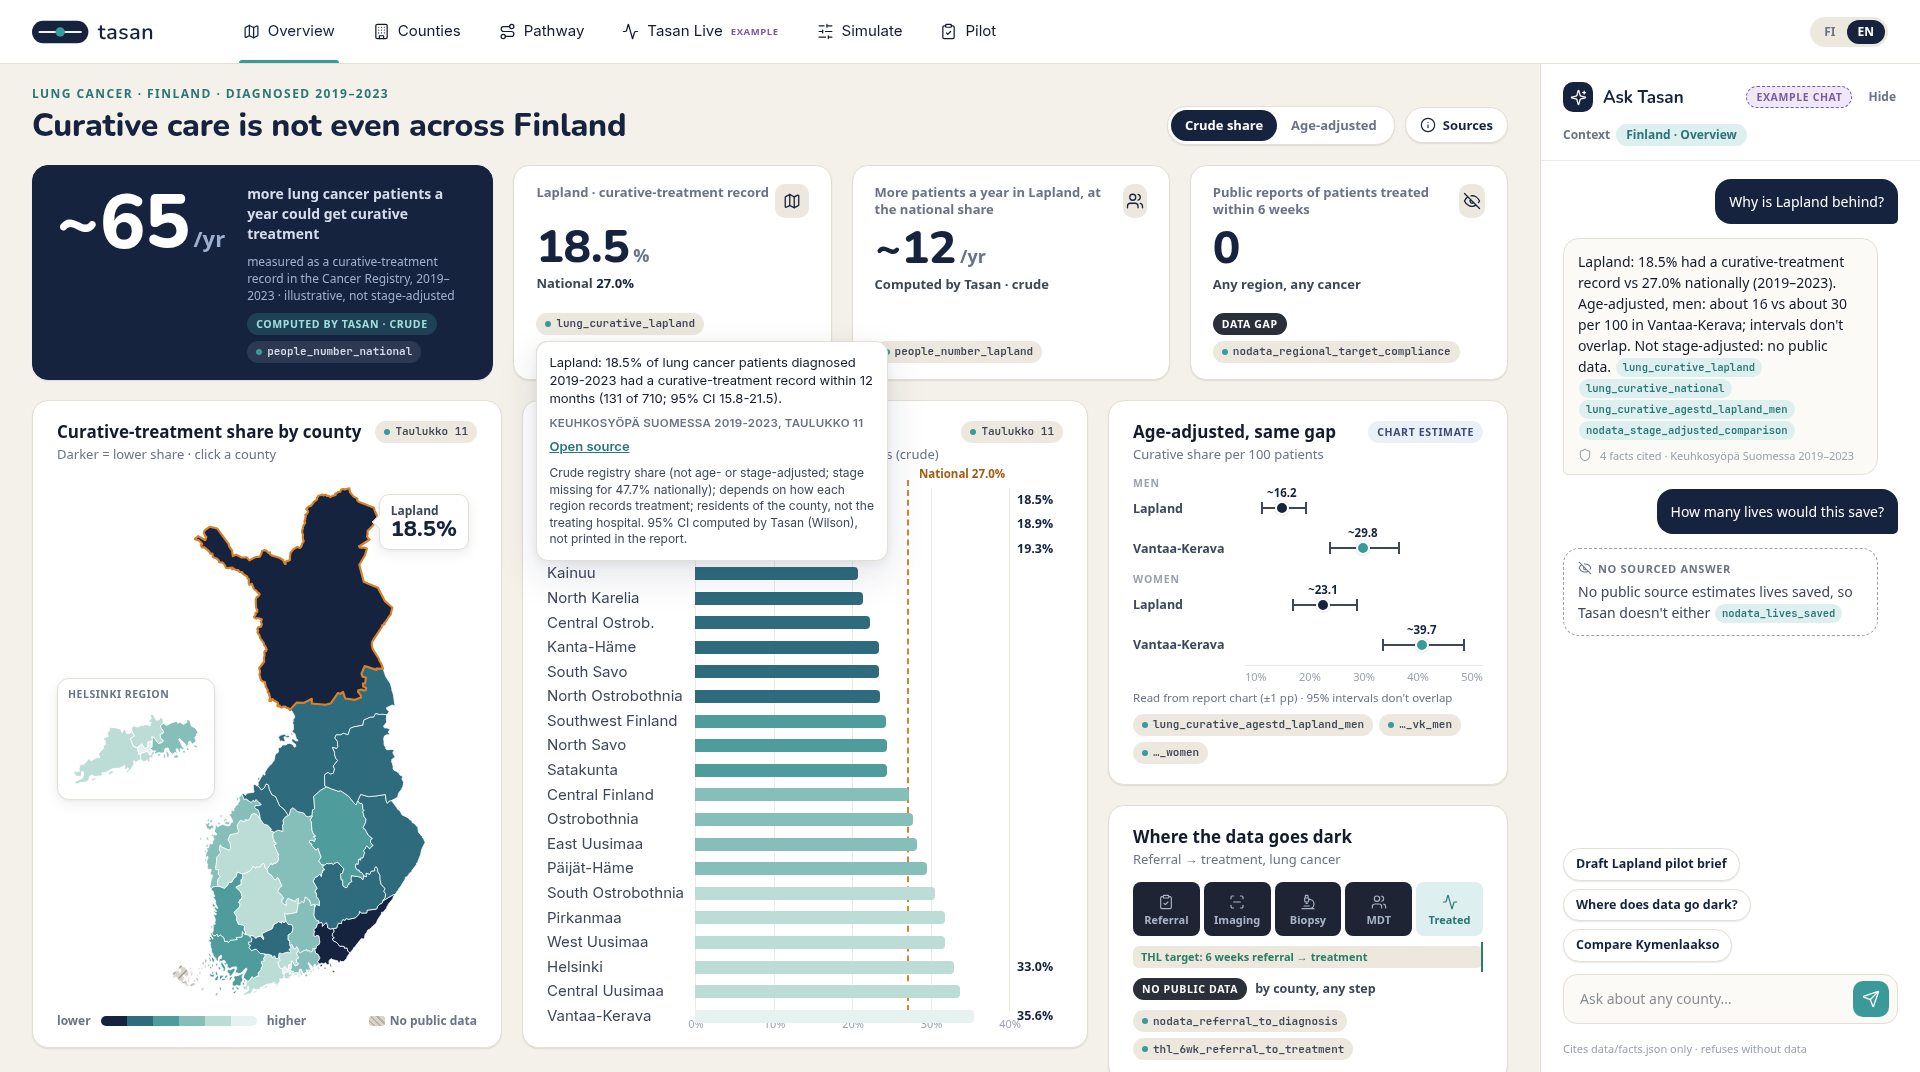 tasan
Overview
Counties
Pathway
Tasan Live EXAMPLE
Simulate
Pilot
FI EN
LUNG CANCER · FINLAND · DIAGNOSED 2019–2023
Curative care is not even across Finland
Crude share Age-adjusted
Sources
~65 /yr
more lung cancer patients a
year could get curative
treatment
measured as a curative-treatment
record in the Cancer Registry, 2019–
2023 · illustrative, not stage-adjusted
COMPUTED BY TASAN · CRUDE
people_number_national
Lapland · curative-treatment record
18.5 %
National 27.0%
lung_curative_lapland
More patients a year in Lapland, at
the national share
~12 /yr
Computed by Tasan · crude
people_number_lapland
Public reports of patients treated
within 6 weeks
0
Any region, any cancer
DATA GAP
nodata_regional_target_compliance
Lapland: 18.5% of lung cancer patients diagnosed
2019-2023 had a curative-treatment record within 12
months (131 of 710; 95% CI 15.8-21.5).
KEUHKOSYÖPÄ SUOMESSA 2019-2023, TAULUKKO 11
Open source
Crude registry share (not age- or stage-adjusted; stage
missing for 47.7% nationally); depends on how each
region records treatment; residents of the county, not the
treating hospital. 95% CI computed by Tasan (Wilson),
not printed in the report.
Curative-treatment share by county
Taulukko 11
Darker = lower share · click a county
Lapland
18.5%
HELSINKI REGION
lower
higher
No public data
Taulukko 11
s (crude)
National 27.0%
18.5%
18.9%
19.3%
Kainuu
North Karelia
Central Ostrob.
Kanta-Häme
South Savo
North Ostrobothnia
Southwest Finland
North Savo
Satakunta
Central Finland
Ostrobothnia
East Uusimaa
Päijät-Häme
South Ostrobothnia
Pirkanmaa
West Uusimaa
Helsinki 33.0%
Central Uusimaa
Vantaa-Kerava 35.6%
0% 10% 20% 30% 40%
Age-adjusted, same gap
CHART ESTIMATE
Curative share per 100 patients
MEN
Lapland ~16.2
Vantaa-Kerava ~29.8
WOMEN
Lapland ~23.1
Vantaa-Kerava ~39.7
10% 20% 30% 40% 50%
Read from report chart (±1 pp) · 95% intervals don't overlap
lung_curative_agestd_lapland_men
…_vk_men
…_women
Where the data goes dark
Referral → treatment, lung cancer
Referral
Imaging
Biopsy
MDT
Treated
THL target: 6 weeks referral → treatment
NO PUBLIC DATA by county, any step
nodata_referral_to_diagnosis
thl_6wk_referral_to_treatment
Ask Tasan
EXAMPLE CHAT
Hide
Context Finland · Overview
Why is Lapland behind?
Lapland: 18.5% had a curative-treatment
record vs 27.0% nationally (2019–2023).
Age-adjusted, men: about 16 vs about 30
per 100 in Vantaa-Kerava; intervals don't
overlap. Not stage-adjusted: no public
data. lung_curative_lapland
lung_curative_national
lung_curative_agestd_lapland_men
nodata_stage_adjusted_comparison
4 facts cited · Keuhkosyöpä Suomessa 2019–2023
How many lives would this save?
NO SOURCED ANSWER
No public source estimates lives saved, so
Tasan doesn't either nodata_lives_saved
Draft Lapland pilot brief
Where does data go dark?
Compare Kymenlaakso
Ask about any county…
Cites data/facts.json only · refuses without data